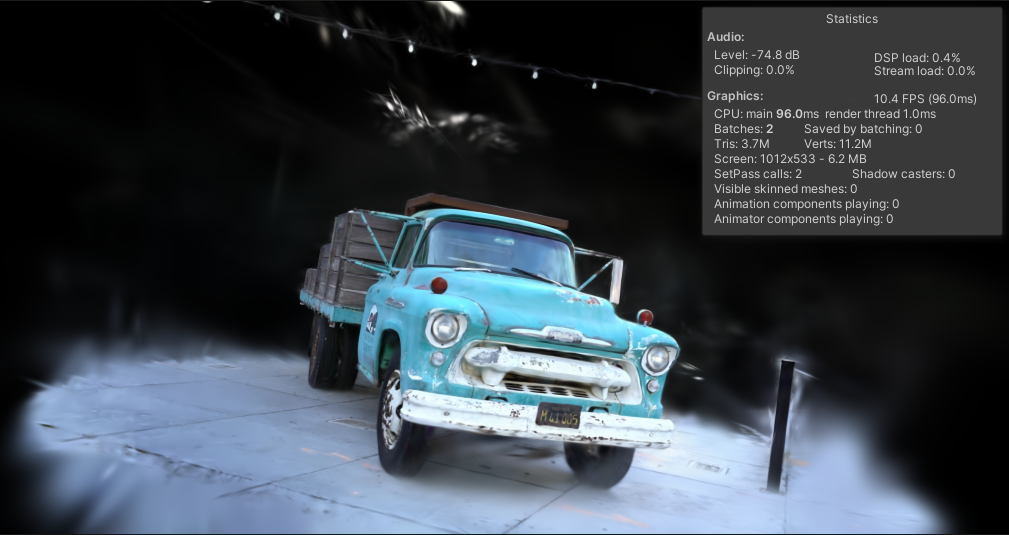 Statistics
Audio:
Level: -74.8 dB
DSP load: 0.4%
Clipping: 0.0%
Stream load: 0.0%
Graphics:
10.4 FPS (96.0ms)
CPU: main 96.0ms render thread 1.0ms
Batches: 2 Saved by batching: 0
Tris: 3.7M Verts: 11.2M
Screen: 1012x533 - 6.2 MB
SetPass calls: 2 Shadow casters: 0
Visible skinned meshes: 0
Animation components playing: 0
Animator components playing: 0